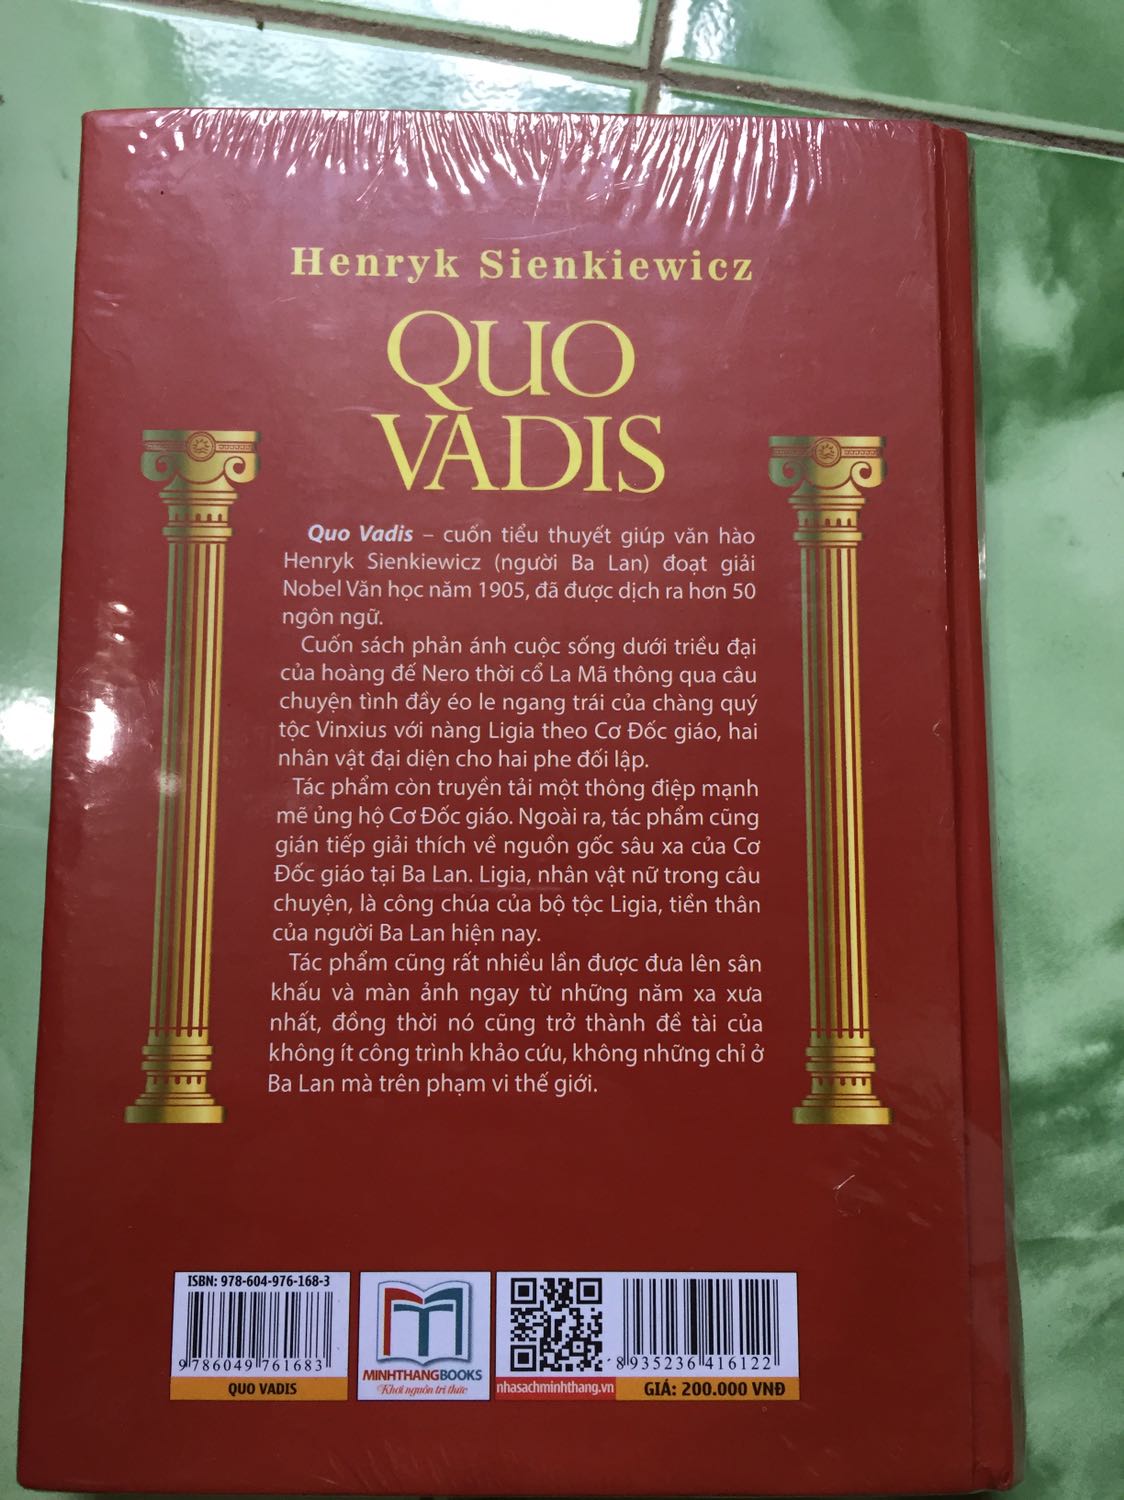 Henryk Sienkiewicz
QUO
VADIS
Quo Vadis – cuốn tiểu thuyết giúp văn hào
Henryk Sienkiewicz (người Ba Lan) đoạt giải
Nobel Văn học năm 1905, đã được dịch ra hơn 50
ngôn ngữ.
Cuốn sách phản ánh cuộc sống dưới triều đại
của hoàng đế Nero thời cổ La Mã thông qua câu
chuyện tình đầy éo le ngang trái của chàng quý
tộc Vinxius với nàng Ligia theo Cơ Đốc giáo, hai
nhân vật đại diện cho hai phe đối lập.
Tác phẩm còn truyền tải một thông điệp mạnh
mẽ ủng hộ Cơ Đốc giáo. Ngoài ra, tác phẩm cũng
gián tiếp giải thích về nguồn gốc sâu xa của Cơ
Đốc giáo tại Ba Lan. Ligia, nhân vật nữ trong câu
chuyện, là công chúa của bộ tộc Ligia, tiền thân
của người Ba Lan hiện nay.
Tác phẩm cũng rất nhiều lần được đưa lên sân
khấu và màn ảnh ngay từ những năm xa xưa
nhất, đồng thời nó cũng trở thành đề tài của
không ít công trình khảo cứu, không những chỉ ở
Ba Lan mà trên phạm vi thế giới.
ISBN: 978-604-976-168-3
9 786049 761683
QUO VADIS
MINHTHANGBOOKS
Khơi nguồn tri thức
nhasachminhthang.vn
8935236416122
GIÁ: 200.000 VNĐ